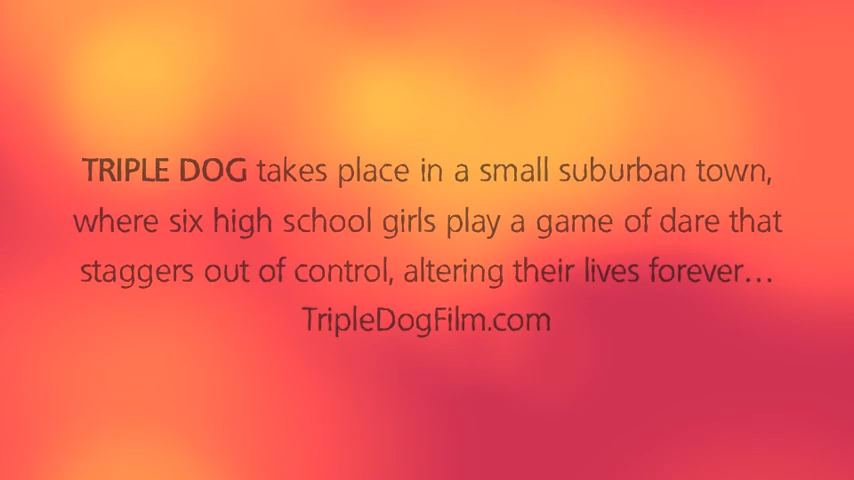 TRIPLE DOG takes place in a small suburban town,
where six high school girls play a game of dare that
staggers out of control, altering their lives forever...
TripleDogFilm.com